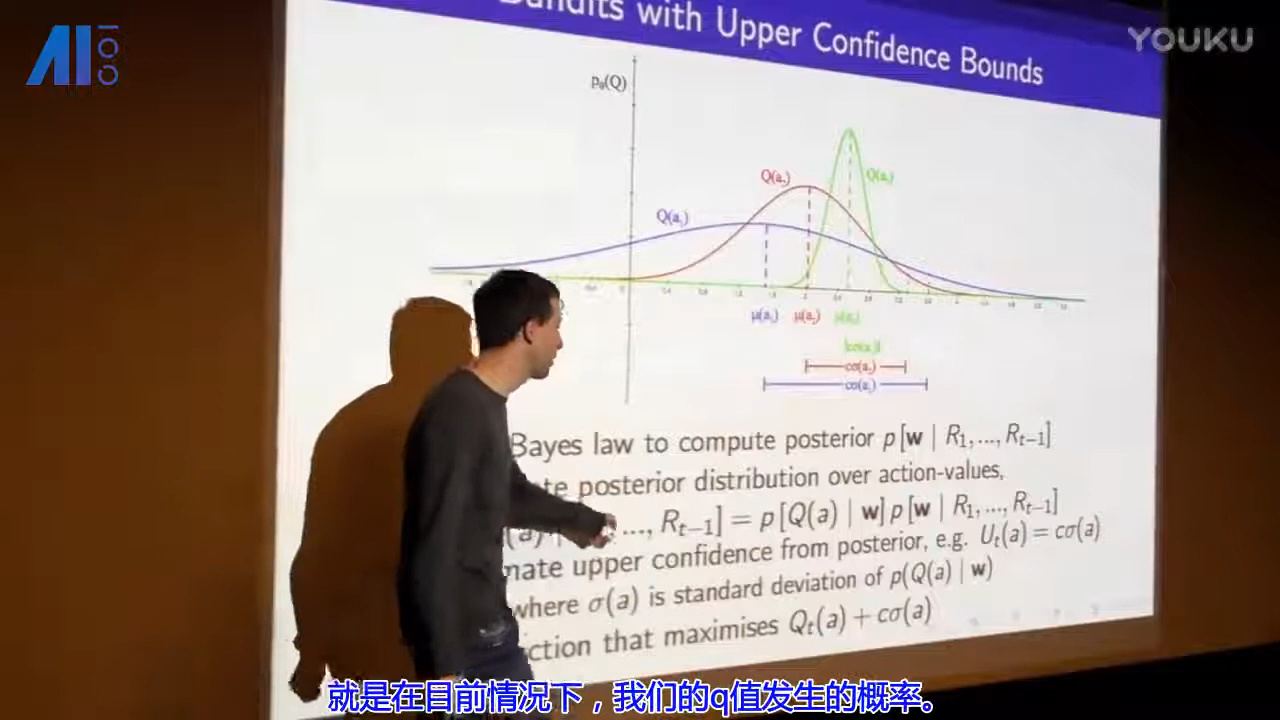 AI
100
YOUKU
Bandits with Upper Confidence Bounds
p₀(Q)
Q(a₂)
Q(a₃)
Q(a₁)
μ(a₁) μ(a₂) μ(a₃)
cσ(a₃)
cσ(a₂)
cσ(a₁)
Bayes law to compute posterior p[w | R₁, ..., Rₜ₋₁]
posterior distribution over action-values,
..., Rₜ₋₁] = p[Q(a) | w] p[w | R₁, ..., Rₜ₋₁]
upper confidence from posterior, e.g. Uₜ(a) = cσ(a)
where σ(a) is standard deviation of p(Q(a) | w)
that maximises Qₜ(a) + cσ(a)
就是在目前情况下，我们的q值发生的概率。